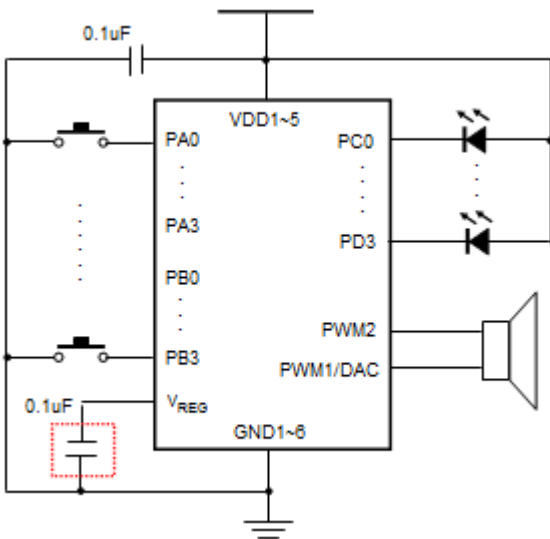 0.1uF
VDD1~5
PA0
PC0
PA3
PD3
PB0
PWM2
PB3
PWM1/DAC
0.1uF
VREG
GND1~6